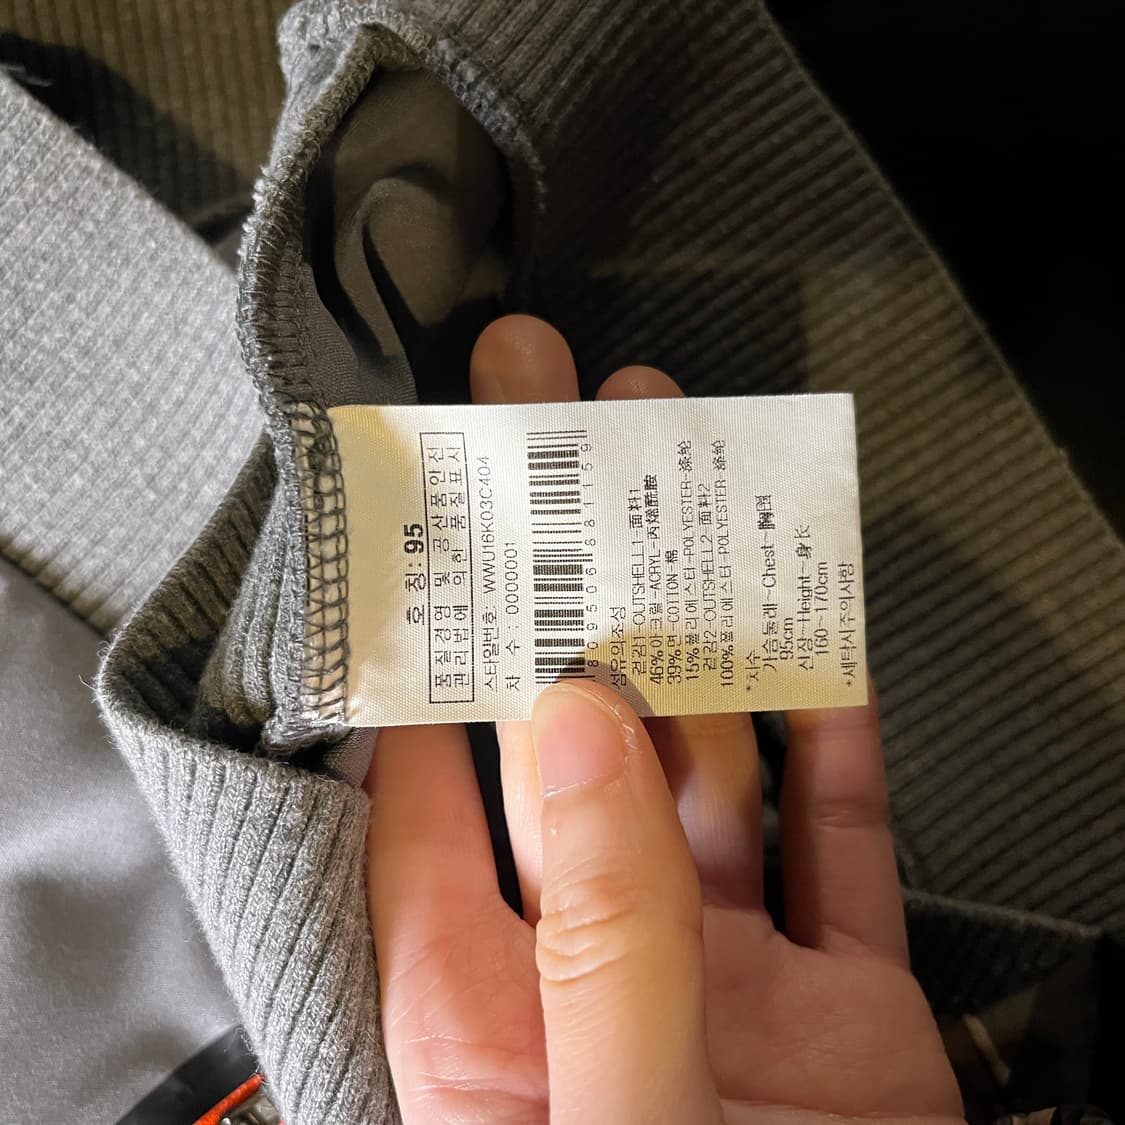 호 칭: 95
품질경영 및 공산품안전
관리법에 의한 품질표시
스타일번호: WWU16K03C404
차 수 : 0000001
8095068811159
섬유의조성
겉감1-OUTSHELL1-面料1
46%아크릴-ACRYL-丙烯酰胺
39%면-COTION 棉
15%폴리에스터-POLYESTER-涤纶
겉감2-OUTSHELL2 面料2
100%폴리에스터-POLYESTER-涤纶
*치수
가슴둘레~Chest~胸围
95cm
신장~Height~身长
160~170cm
*세탁시주의사항